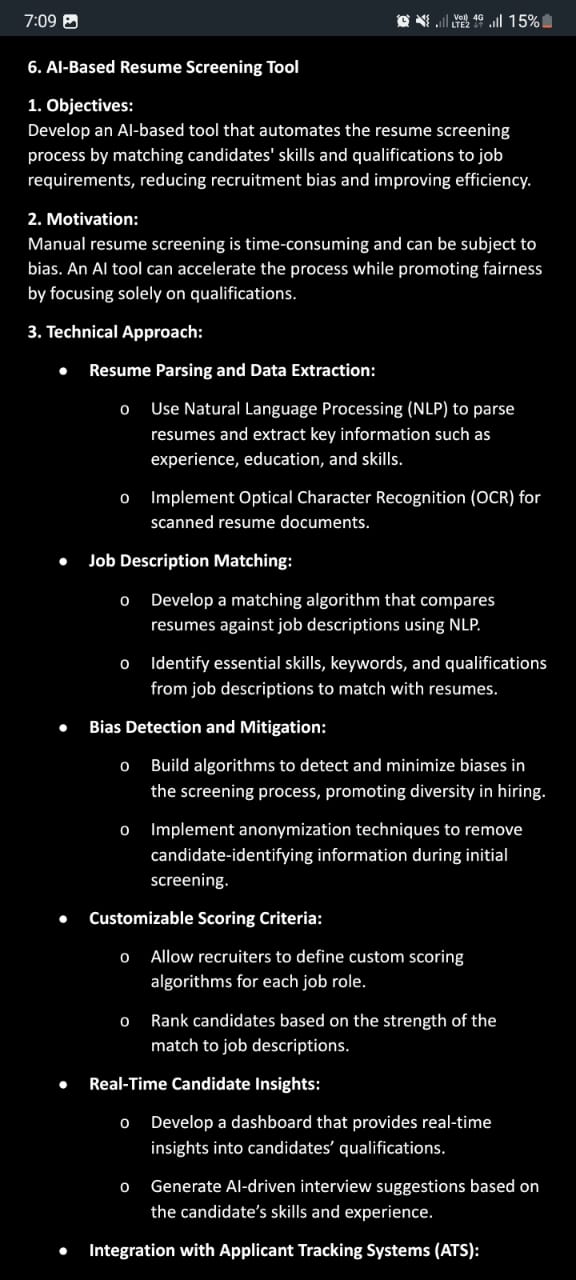 7:09
Vo)) 4G
LTE2
15%
6. AI-Based Resume Screening Tool
1. Objectives:
Develop an AI-based tool that automates the resume screening
process by matching candidates' skills and qualifications to job
requirements, reducing recruitment bias and improving efficiency.
2. Motivation:
Manual resume screening is time-consuming and can be subject to
bias. An AI tool can accelerate the process while promoting fairness
by focusing solely on qualifications.
3. Technical Approach:
• Resume Parsing and Data Extraction:
o Use Natural Language Processing (NLP) to parse
resumes and extract key information such as
experience, education, and skills.
o Implement Optical Character Recognition (OCR) for
scanned resume documents.
• Job Description Matching:
o Develop a matching algorithm that compares
resumes against job descriptions using NLP.
o Identify essential skills, keywords, and qualifications
from job descriptions to match with resumes.
• Bias Detection and Mitigation:
o Build algorithms to detect and minimize biases in
the screening process, promoting diversity in hiring.
o Implement anonymization techniques to remove
candidate-identifying information during initial
screening.
• Customizable Scoring Criteria:
o Allow recruiters to define custom scoring
algorithms for each job role.
o Rank candidates based on the strength of the
match to job descriptions.
• Real-Time Candidate Insights:
o Develop a dashboard that provides real-time
insights into candidates’ qualifications.
o Generate AI-driven interview suggestions based on
the candidate’s skills and experience.
• Integration with Applicant Tracking Systems (ATS):